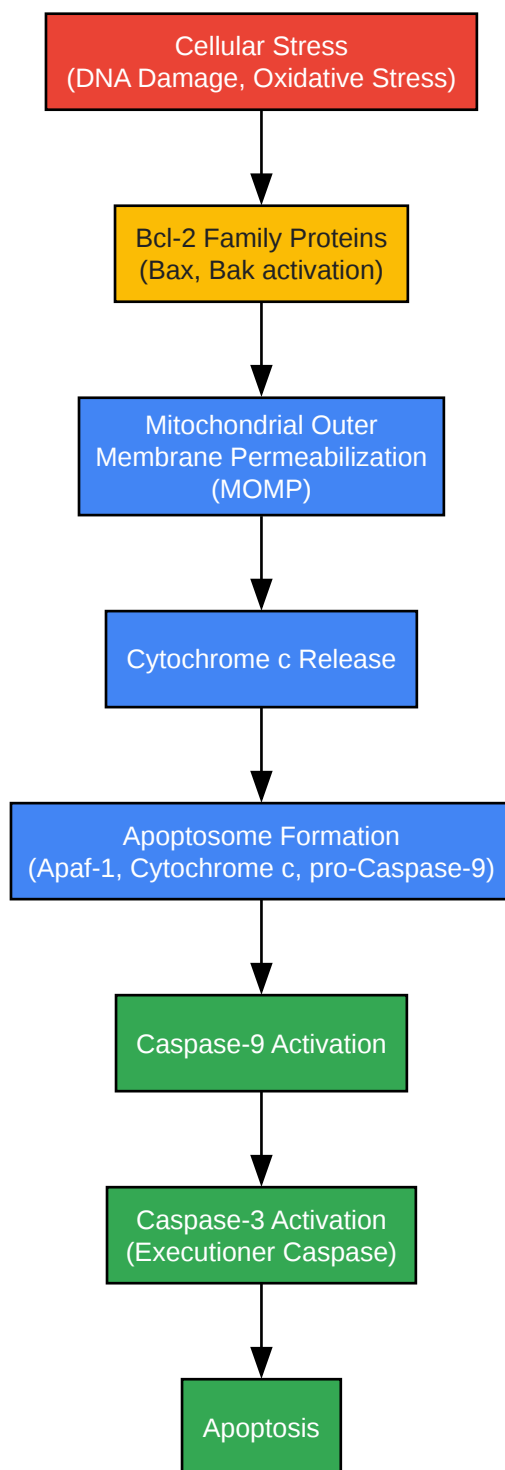 Cellular Stress
(DNA Damage, Oxidative Stress)
Bcl-2 Family Proteins
(Bax, Bak activation)
Mitochondrial Outer
Membrane Permeabilization
(MOMP)
Cytochrome c Release
Apoptosome Formation
(Apaf-1, Cytochrome c, pro-Caspase-9)
Caspase-9 Activation
Caspase-3 Activation
(Executioner Caspase)
Apoptosis